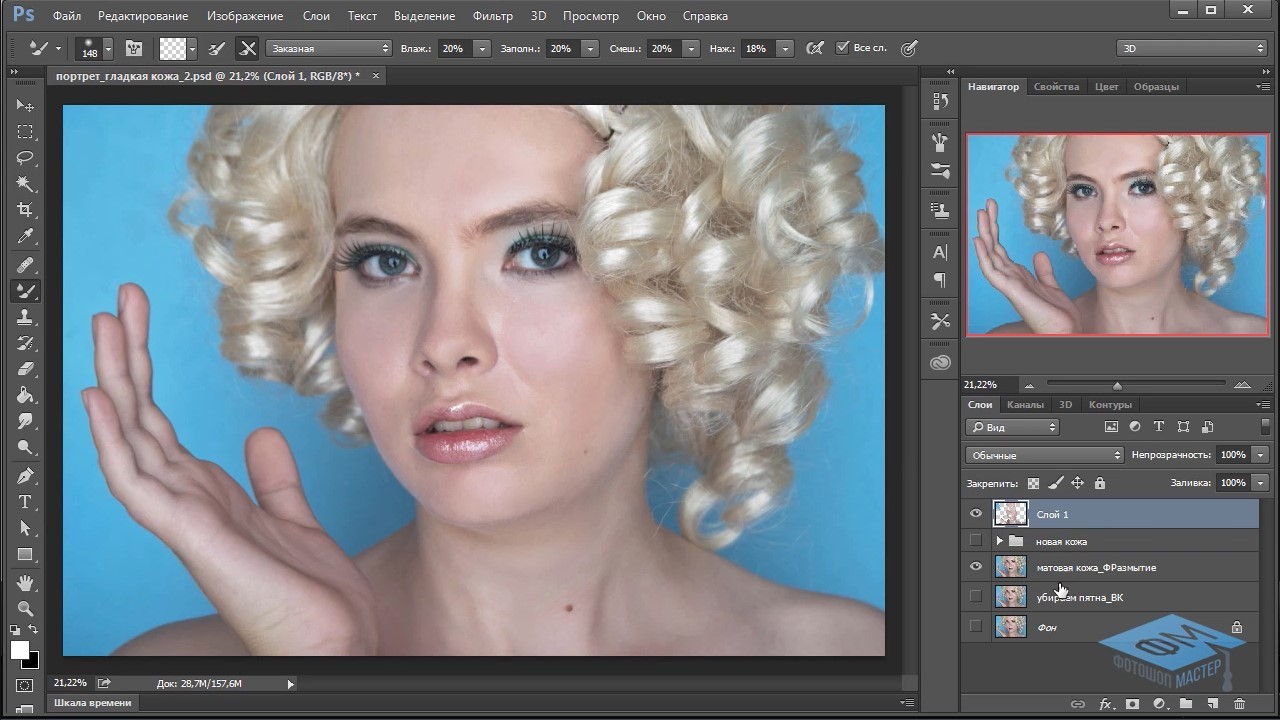 Ps Файл Редактирование Изображение Слои Текст Выделение Фильтр 3D Просмотр Окно Справка
148 Заказная Влаж.: 20% Заполн.: 20% Смеш.: 20% Наж.: 18% Все сл. 3D
портрет_гладкая кожа_2.psd @ 21,2% (Слой 1, RGB/8*) * ×
Навигатор Свойства Цвет Образцы
21,22%
Слои Каналы 3D Контуры
Вид
Обычные Непрозрачность: 100%
Закрепить: Заливка: 100%
Слой 1
новая кожа
матовая кожа_ФРазмытие
убираем пятна_ВК
Фон
ФМ
ФОТОШОП МАСТЕР
21,22% Док: 28,7M/157,6M
Шкала времени
fx